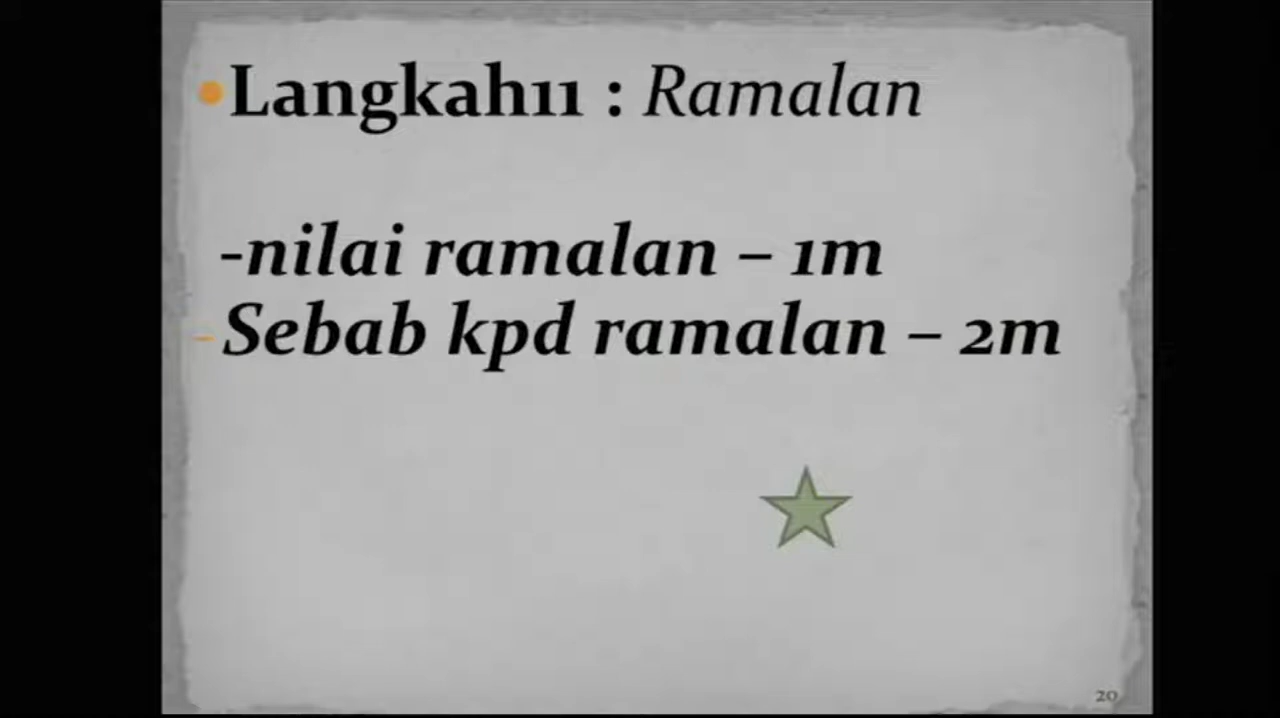 •Langkah11 : Ramalan
-nilai ramalan – 1m
-Sebab kpd ramalan – 2m
20